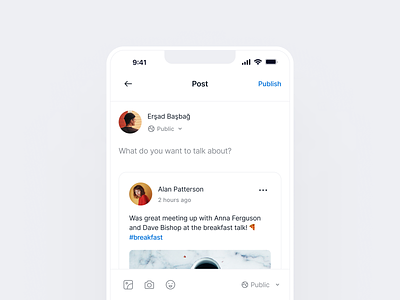 9:41
Post
Publish
Erşad Başbağ
Public
What do you want to talk about?
Alan Patterson
2 hours ago
Was great meeting up with Anna Ferguson
and Dave Bishop at the breakfast talk! 🍕
#breakfast
Public